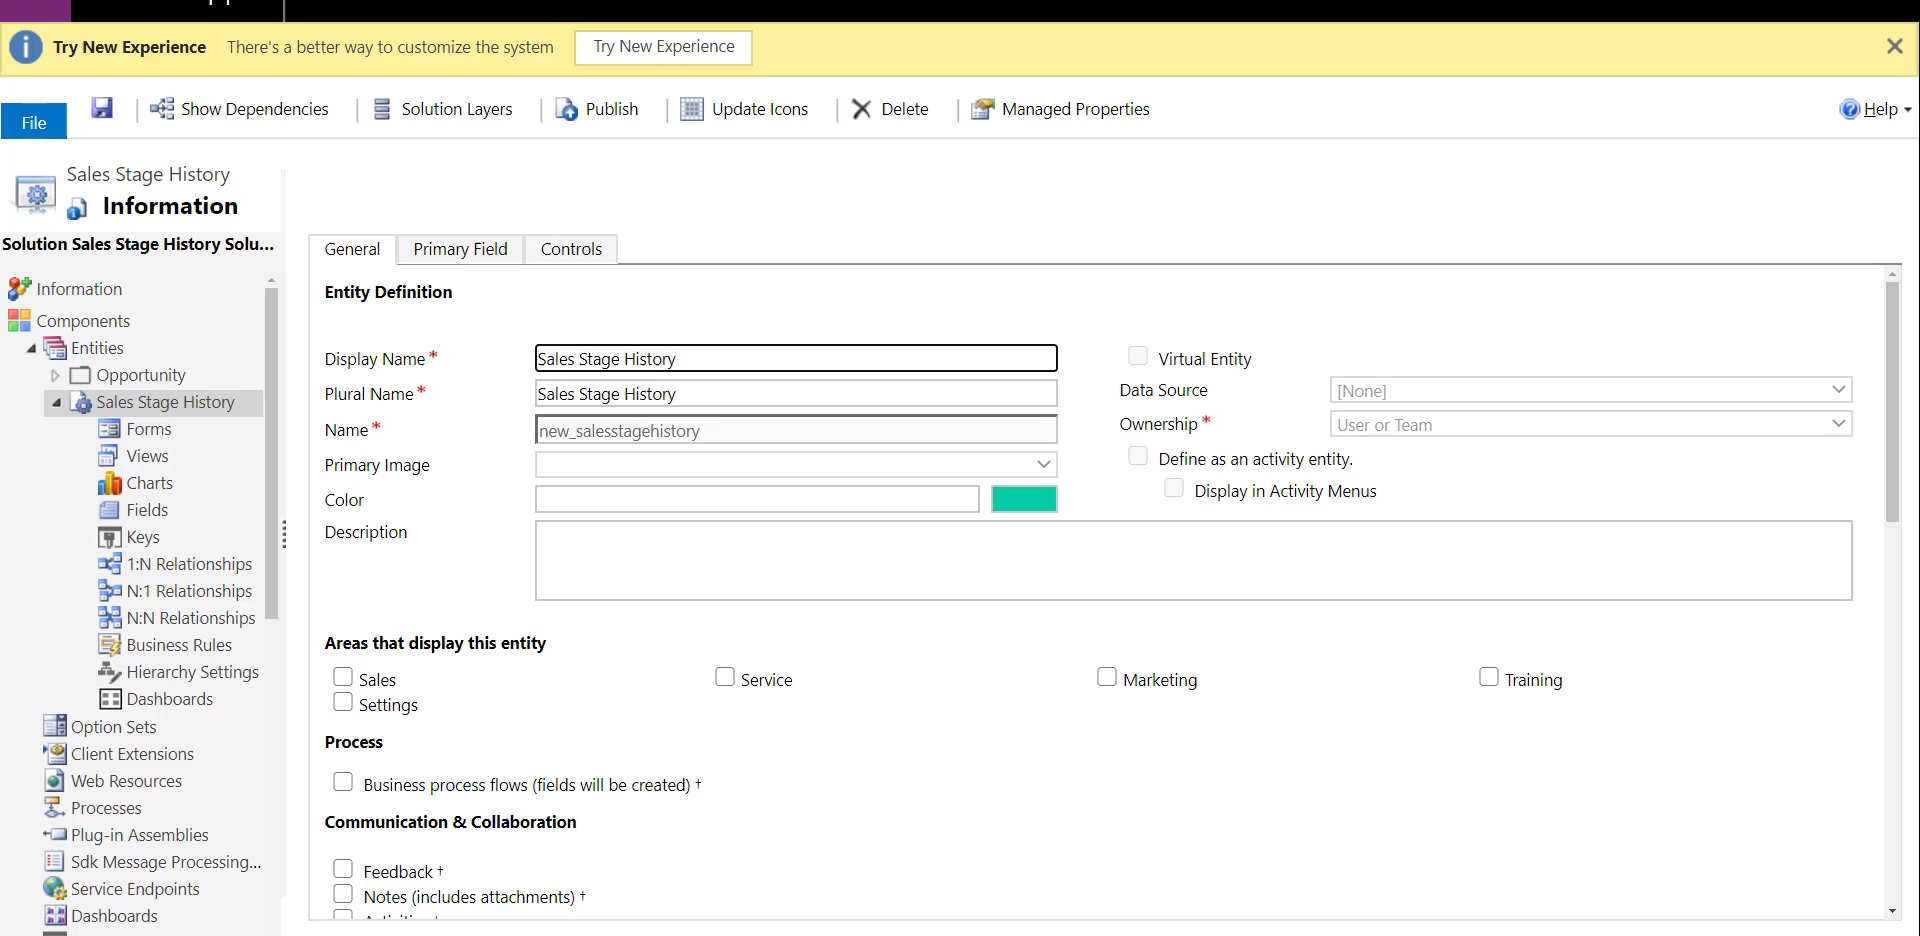 Try New Experience There's a better way to customize the system Try New Experience
File Show Dependencies Solution Layers Publish Update Icons Delete Managed Properties Help
Sales Stage History
Information
Solution Sales Stage History Solu...
Information
Components
Entities
Opportunity
Sales Stage History
Forms
Views
Charts
Fields
Keys
1:N Relationships
N:1 Relationships
N:N Relationships
Business Rules
Hierarchy Settings
Dashboards
Option Sets
Client Extensions
Web Resources
Processes
Plug-in Assemblies
Sdk Message Processing...
Service Endpoints
Dashboards
General Primary Field Controls
Entity Definition
Display Name * Sales Stage History
Plural Name * Sales Stage History
Name * new_salesstagehistory
Primary Image
Color
Description
Virtual Entity
Data Source [None]
Ownership * User or Team
Define as an activity entity.
Display in Activity Menus
Areas that display this entity
Sales Service Marketing Training
Settings
Process
Business process flows (fields will be created) †
Communication & Collaboration
Feedback †
Notes (includes attachments) †